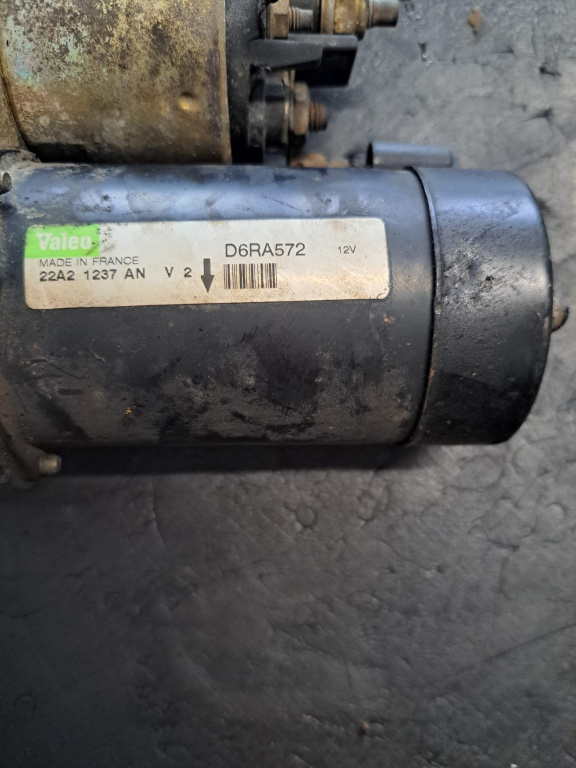 Valeo
MADE IN FRANCE
22A2 1237 AN V 2
D6RA572
12V